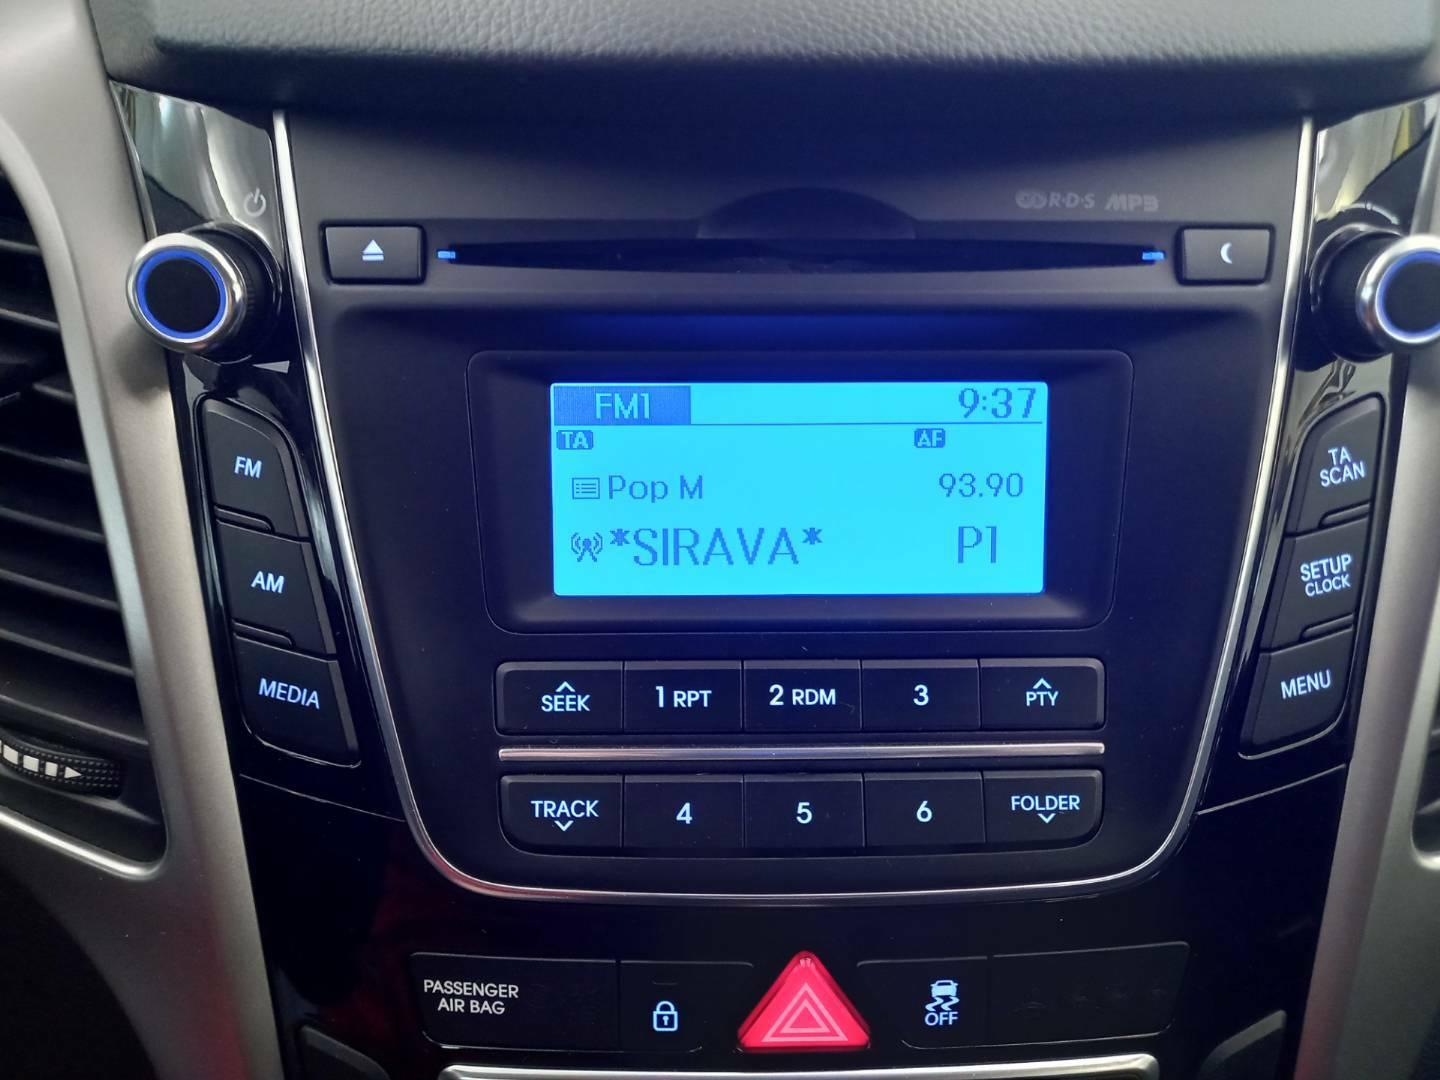 R·D·S MP3
FM1 9:37
TA AF
Pop M 93.90
*SIRAVA* P1
FM
AM
MEDIA
TA
SCAN
SETUP
CLOCK
MENU
SEEK 1 RPT 2 RDM 3 PTY
TRACK 4 5 6 FOLDER
PASSENGER
AIR BAG
OFF